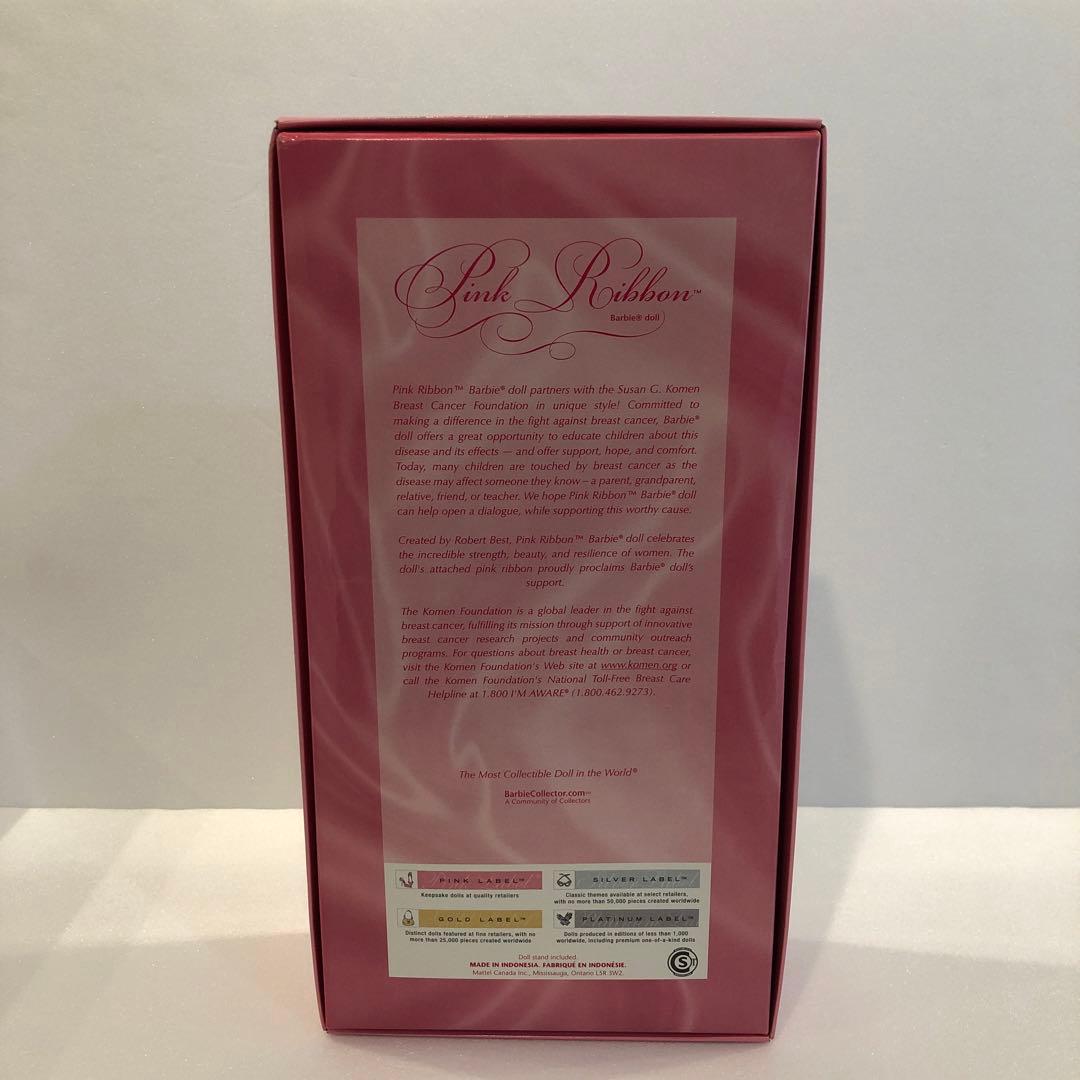 Pink Ribbon™
Barbie® doll
Pink Ribbon™ Barbie® doll partners with the Susan G. Komen
Breast Cancer Foundation in unique style! Committed to
making a difference in the fight against breast cancer, Barbie®
doll offers a great opportunity to educate children about this
disease and its effects — and offer support, hope, and comfort.
Today, many children are touched by breast cancer as the
disease may affect someone they know – a parent, grandparent,
relative, friend, or teacher. We hope Pink Ribbon™ Barbie® doll
can help open a dialogue, while supporting this worthy cause.
Created by Robert Best, Pink Ribbon™ Barbie® doll celebrates
the incredible strength, beauty, and resilience of women. The
doll's attached pink ribbon proudly proclaims Barbie® doll's
support.
The Komen Foundation is a global leader in the fight against
breast cancer, fulfilling its mission through support of innovative
breast cancer research projects and community outreach
programs. For questions about breast health or breast cancer,
visit the Komen Foundation's Web site at www.komen.org or
call the Komen Foundation's National Toll-Free Breast Care
Helpline at 1.800 I'M AWARE® (1.800.462.9273).
The Most Collectible Doll in the World®
BarbieCollector.com℠
A Community of Collectors
PINK LABEL™
Keepsake dolls at quality retailers
SILVER LABEL™
Classic themes available at select retailers,
with no more than 50,000 pieces created worldwide
GOLD LABEL™
Distinct dolls featured at fine retailers, with no
more than 25,000 pieces created worldwide
PLATINUM LABEL™
Dolls produced in editions of less than 1,000
worldwide, including premium one-of-a-kind dolls
Doll stand included.
MADE IN INDONESIA. FABRIQUÉ EN INDONÉSIE.
Mattel Canada Inc., Mississauga, Ontario L5R 3W2.